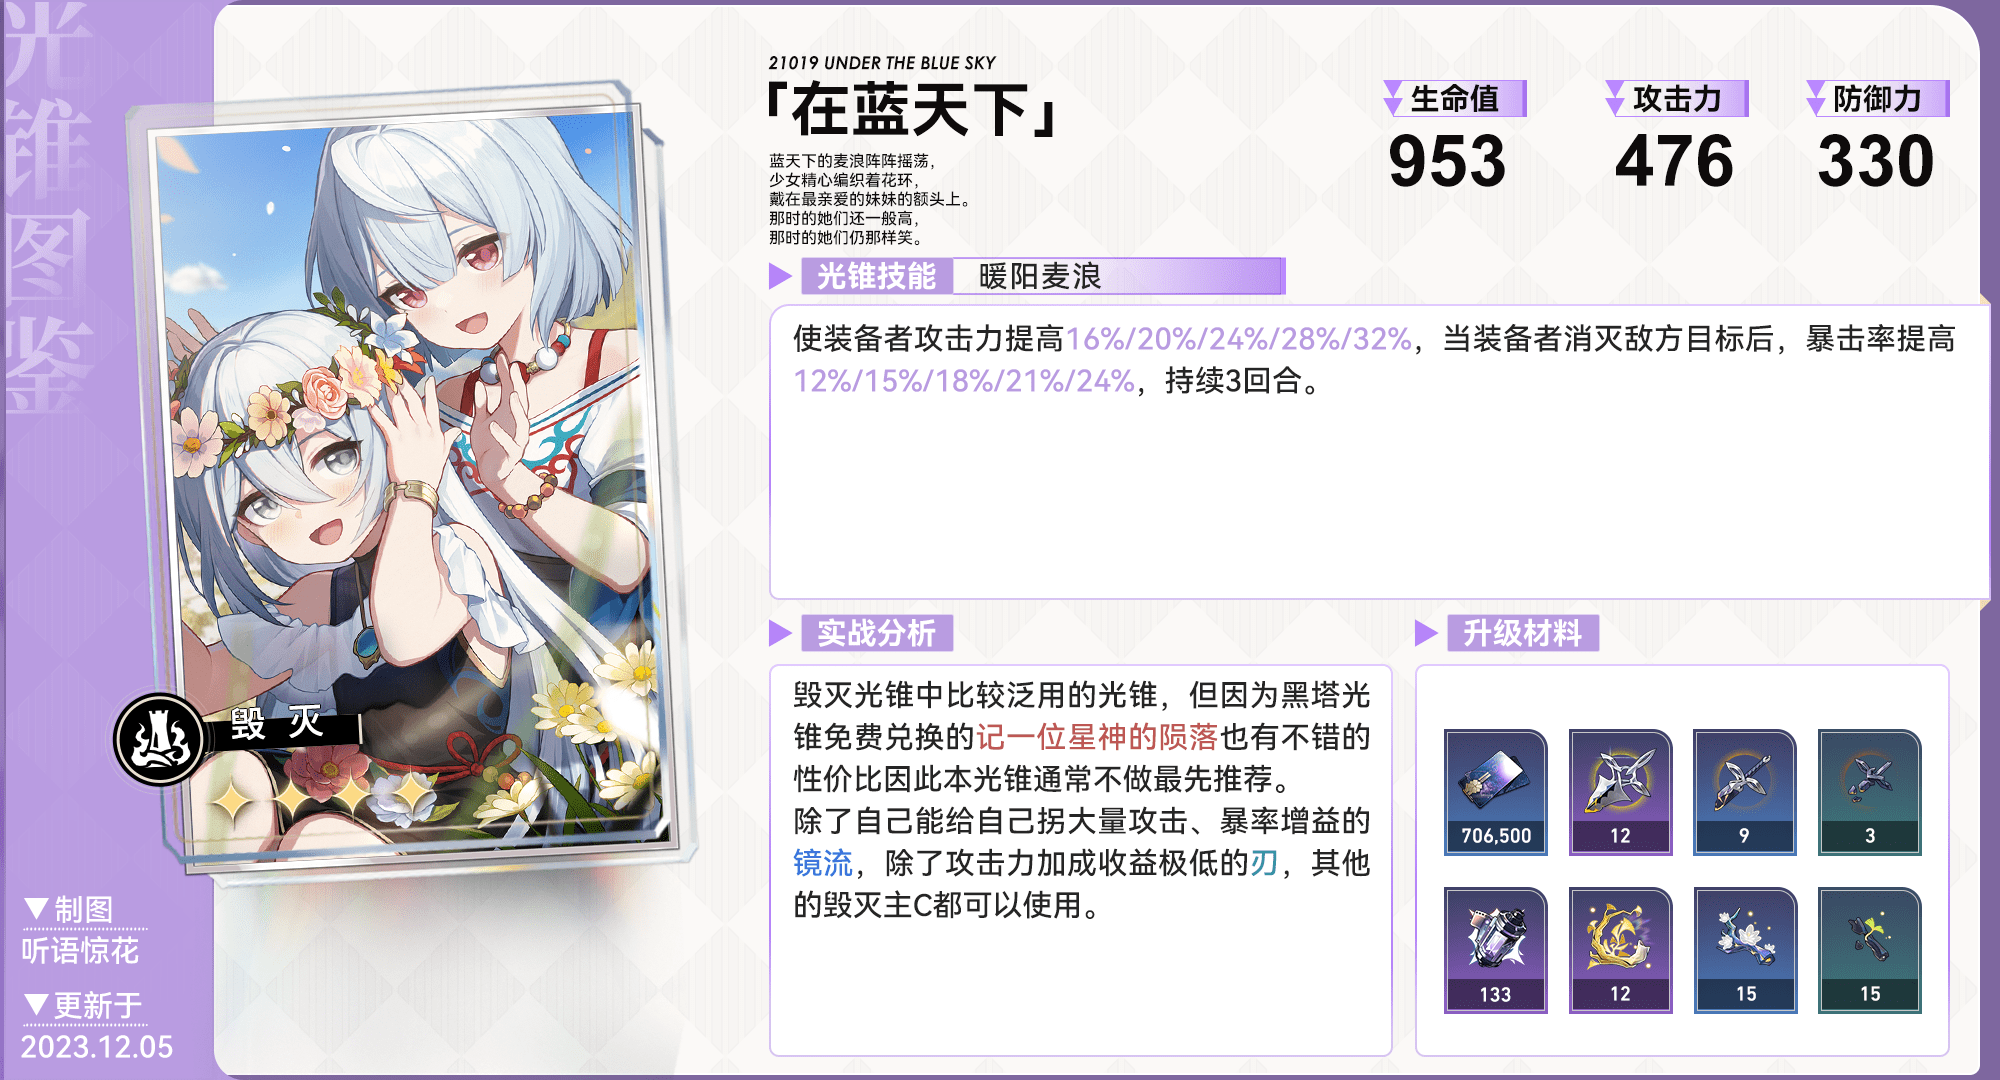 光锥图鉴
21019 UNDER THE BLUE SKY
「在蓝天下」
蓝天下的麦浪阵阵摇荡，
少女精心编织着花环，
戴在最亲爱的妹妹的额头上。
那时的她们还一般高，
那时的她们仍那样笑。
生命值
953
攻击力
476
防御力
330
光锥技能
暖阳麦浪
使装备者攻击力提高16%/20%/24%/28%/32%，当装备者消灭敌方目标后，暴击率提高
12%/15%/18%/21%/24%，持续3回合。
毁灭
实战分析
毁灭光锥中比较泛用的光锥，但因为黑塔光
锥免费兑换的记一位星神的陨落也有不错的
性价比因此本光锥通常不做最先推荐。
除了自己能给自己拐大量攻击、暴率增益的
镜流，除了攻击力加成收益极低的刃，其他
的毁灭主C都可以使用。
升级材料
706,500
12
9
3
133
12
15
15
▼制图
听语惊花
▼更新于
2023.12.05